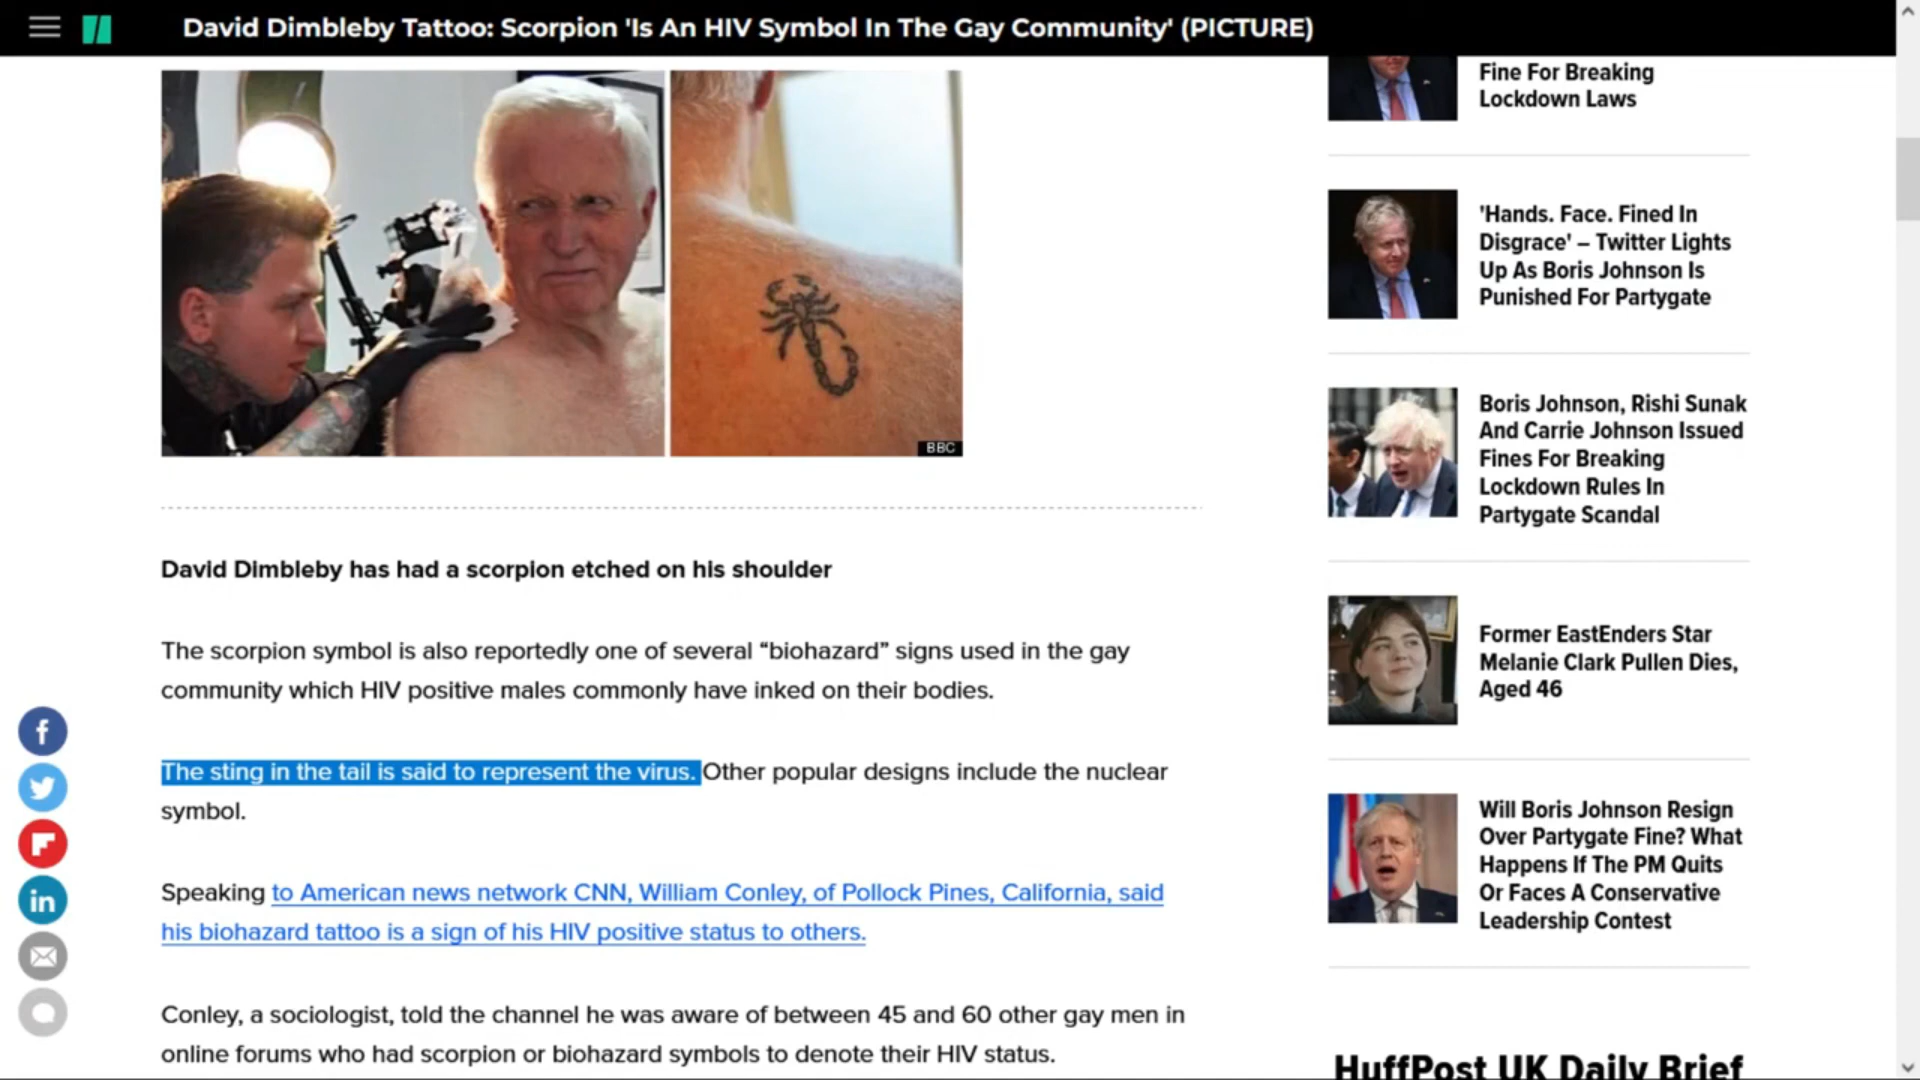 David Dimbleby Tattoo: Scorpion 'Is An HIV Symbol In The Gay Community' (PICTURE)
BBC
David Dimbleby has had a scorpion etched on his shoulder
The scorpion symbol is also reportedly one of several “biohazard” signs used in the gay
community which HIV positive males commonly have inked on their bodies.
The sting in the tail is said to represent the virus. Other popular designs include the nuclear
symbol.
Speaking to American news network CNN, William Conley, of Pollock Pines, California, said
his biohazard tattoo is a sign of his HIV positive status to others.
Conley, a sociologist, told the channel he was aware of between 45 and 60 other gay men in
online forums who had scorpion or biohazard symbols to denote their HIV status.
Fine For Breaking
Lockdown Laws
'Hands. Face. Fined In
Disgrace' – Twitter Lights
Up As Boris Johnson Is
Punished For Partygate
Boris Johnson, Rishi Sunak
And Carrie Johnson Issued
Fines For Breaking
Lockdown Rules In
Partygate Scandal
Former EastEnders Star
Melanie Clark Pullen Dies,
Aged 46
Will Boris Johnson Resign
Over Partygate Fine? What
Happens If The PM Quits
Or Faces A Conservative
Leadership Contest
HuffPost UK Daily Brief